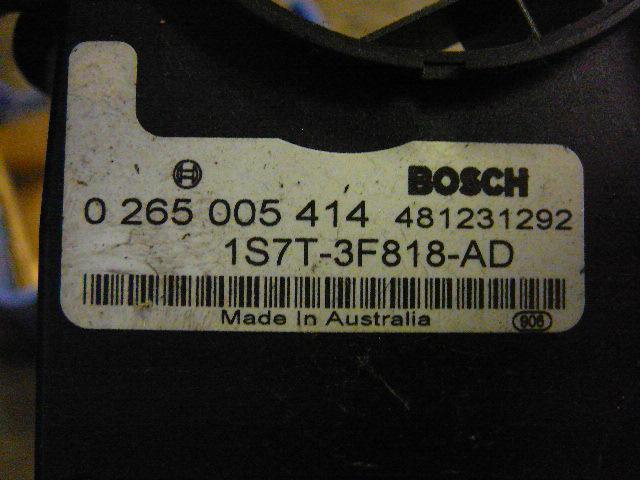 BOSCH
0 265 005 414 481231292
1S7T-3F818-AD
Made In Australia 906